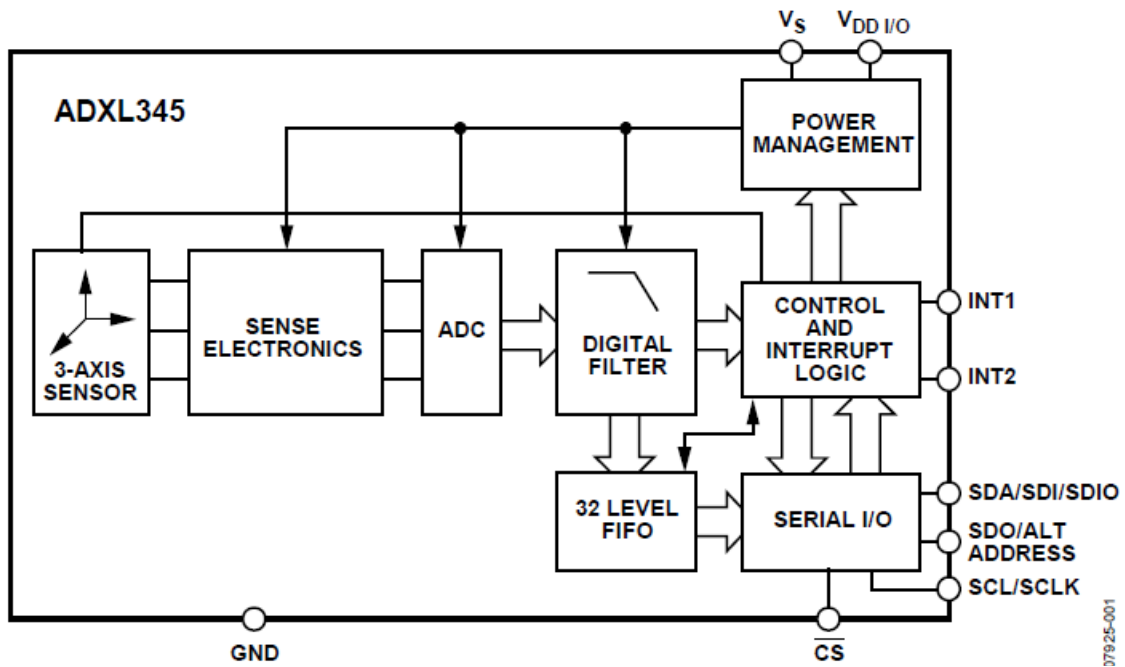 VS
VDD I/O
ADXL345
POWER
MANAGEMENT
3-AXIS
SENSOR
SENSE
ELECTRONICS
ADC
DIGITAL
FILTER
CONTROL
AND
INTERRUPT
LOGIC
INT1
INT2
32 LEVEL
FIFO
SERIAL I/O
SDA/SDI/SDIO
SDO/ALT
ADDRESS
SCL/SCLK
GND
CS
07925-001